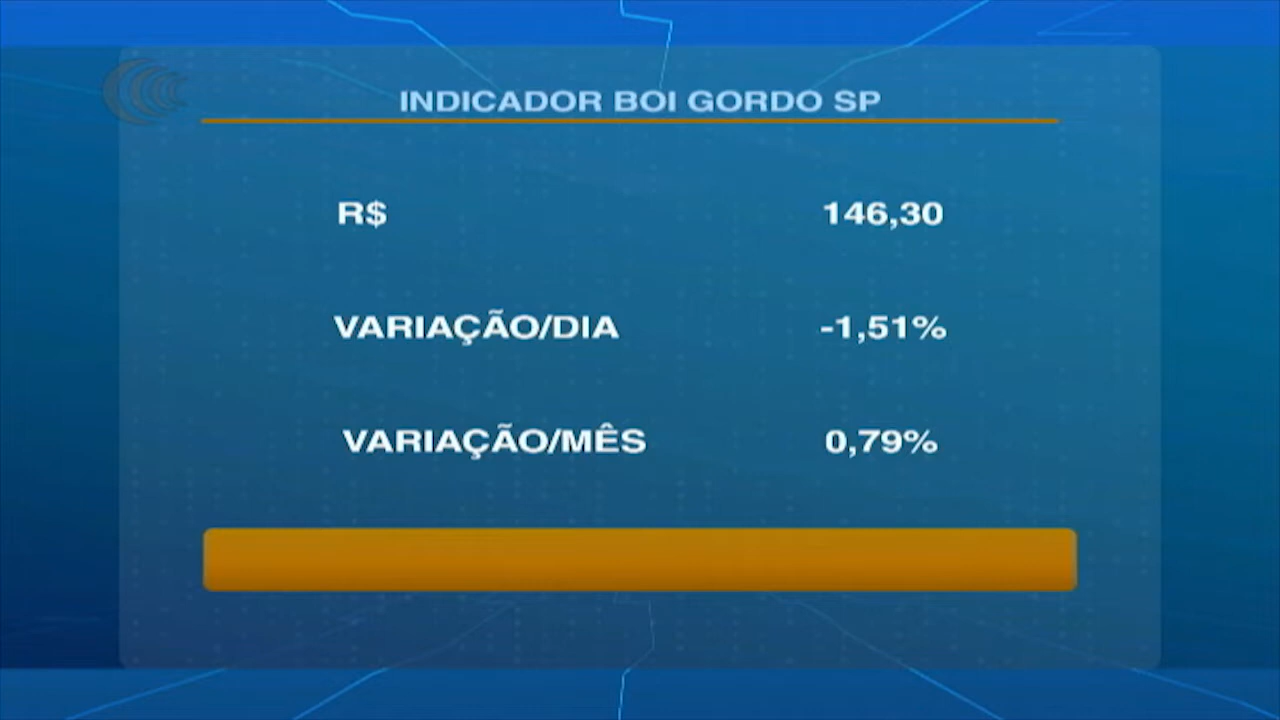 INDICADOR BOI GORDO SP
R$ 146,30
VARIAÇÃO/DIA -1,51%
VARIAÇÃO/MÊS 0,79%